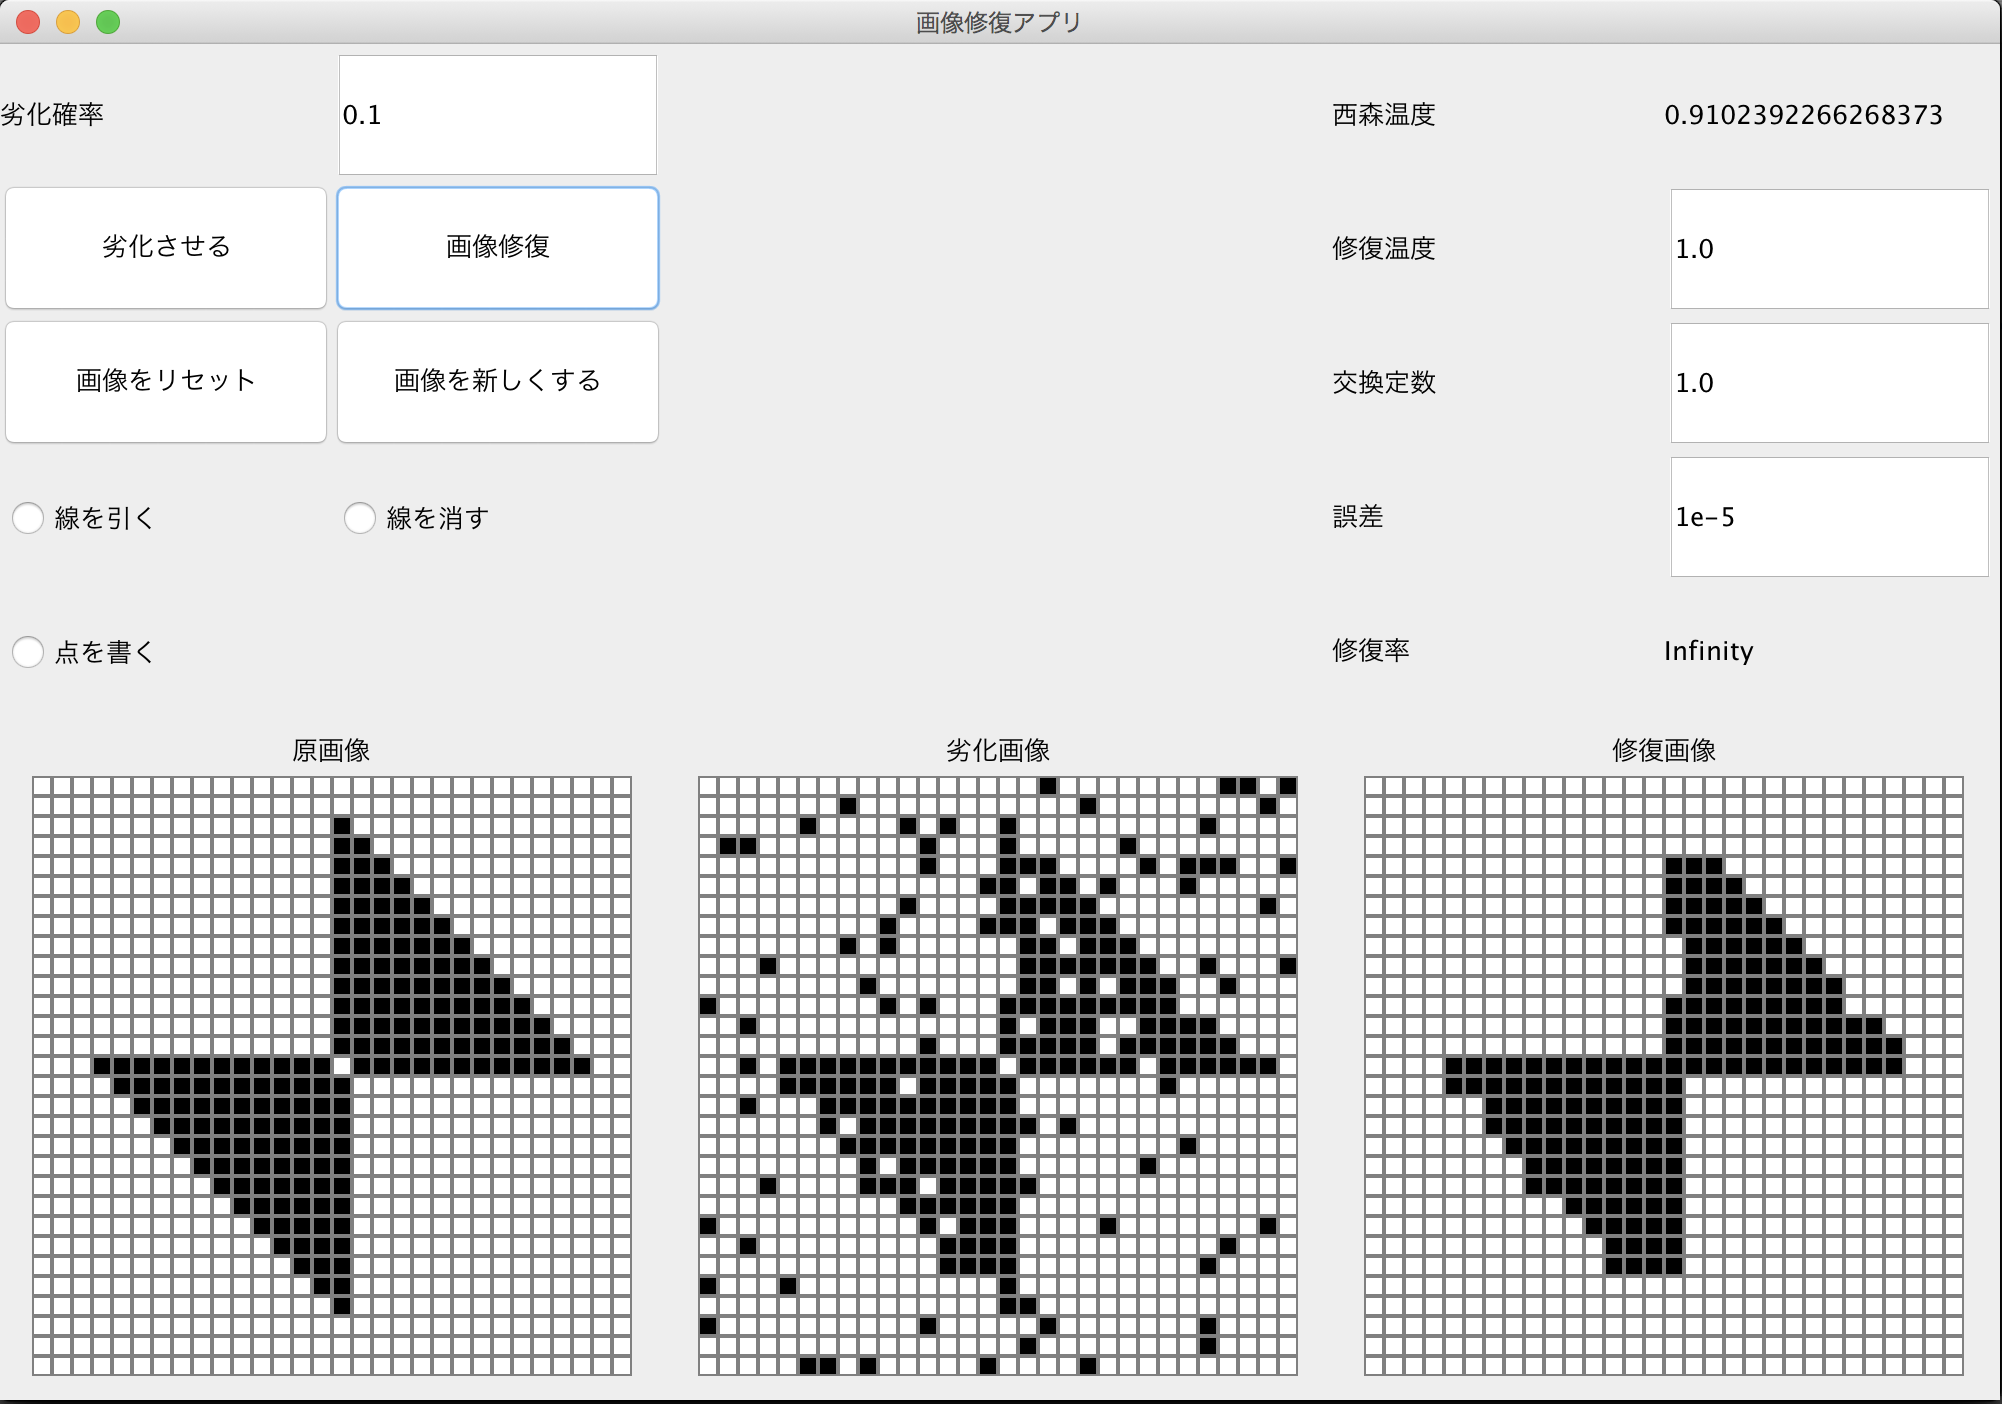 画像修復アプリ
劣化確率
0.1
西森温度
0.9102392266268373
劣化させる
画像修復
修復温度
1.0
画像をリセット
画像を新しくする
交換定数
1.0
線を引く
線を消す
誤差
1e-5
点を書く
修復率
Infinity
原画像
劣化画像
修復画像